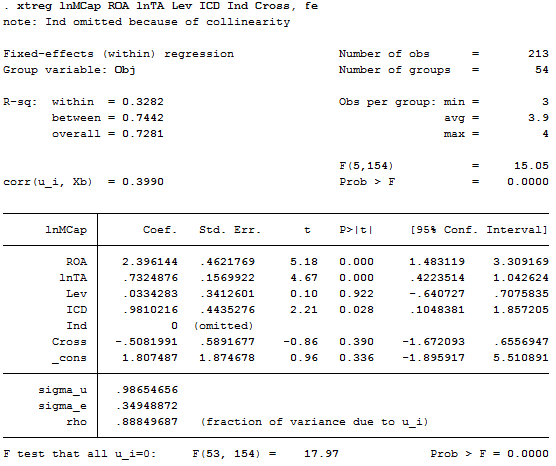 . xtreg lnMCap ROA lnTA Lev ICD Ind Cross, fe
note: Ind omitted because of collinearity
Fixed-effects (within) regression Number of obs = 213
Group variable: Obj Number of groups = 54
R-sq: within = 0.3282 Obs per group: min = 3
between = 0.7442 avg = 3.9
overall = 0.7281 max = 4
F(5,154) = 15.05
corr(u_i, Xb) = 0.3990 Prob > F = 0.0000
lnMCap Coef. Std. Err. t P>|t| [95% Conf. Interval]
ROA 2.396144 .4621769 5.18 0.000 1.483119 3.309169
lnTA .7324876 .1569922 4.67 0.000 .4223514 1.042624
Lev .0334283 .3412601 0.10 0.922 -.640727 .7075835
ICD .9810216 .4435276 2.21 0.028 .1048381 1.857205
Ind 0 (omitted)
Cross -.5081991 .5891677 -0.86 0.390 -1.672093 .6556947
_cons 1.807487 1.874678 0.96 0.336 -1.895917 5.510891
sigma_u .98654656
sigma_e .34948872
rho .88849687 (fraction of variance due to u_i)
F test that all u_i=0: F(53, 154) = 17.97 Prob > F = 0.0000